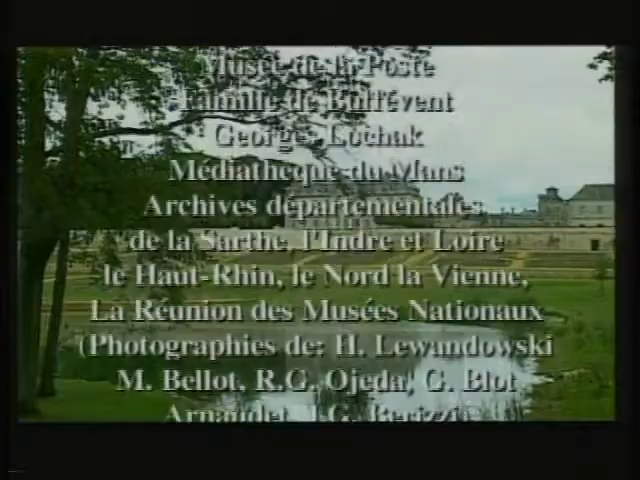 Musée de la Poste
Famille de Buffévent
Georges Lochak
Médiathèque du Mans
Archives départementales
de la Sarthe, l'Indre et Loire
le Haut-Rhin, le Nord la Vienne,
La Réunion des Musées Nationaux
(Photographies de: H. Lewandowski
M. Bellot, R.G. Ojeda, G. Blot
Arnaudet, J.G. Berizzi